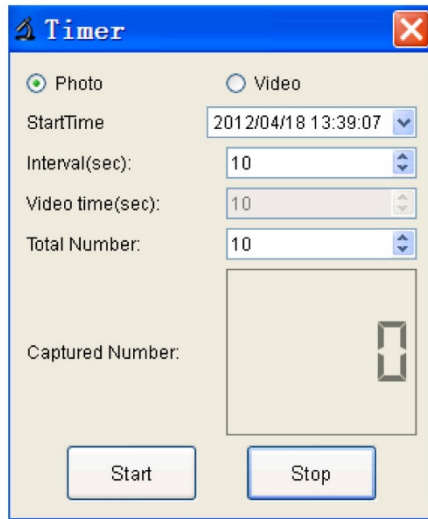 Timer
Photo Video
StartTime 2012/04/18 13:39:07
Interval(sec): 10
Video time(sec): 10
Total Number: 10
Captured Number: 0
Start Stop